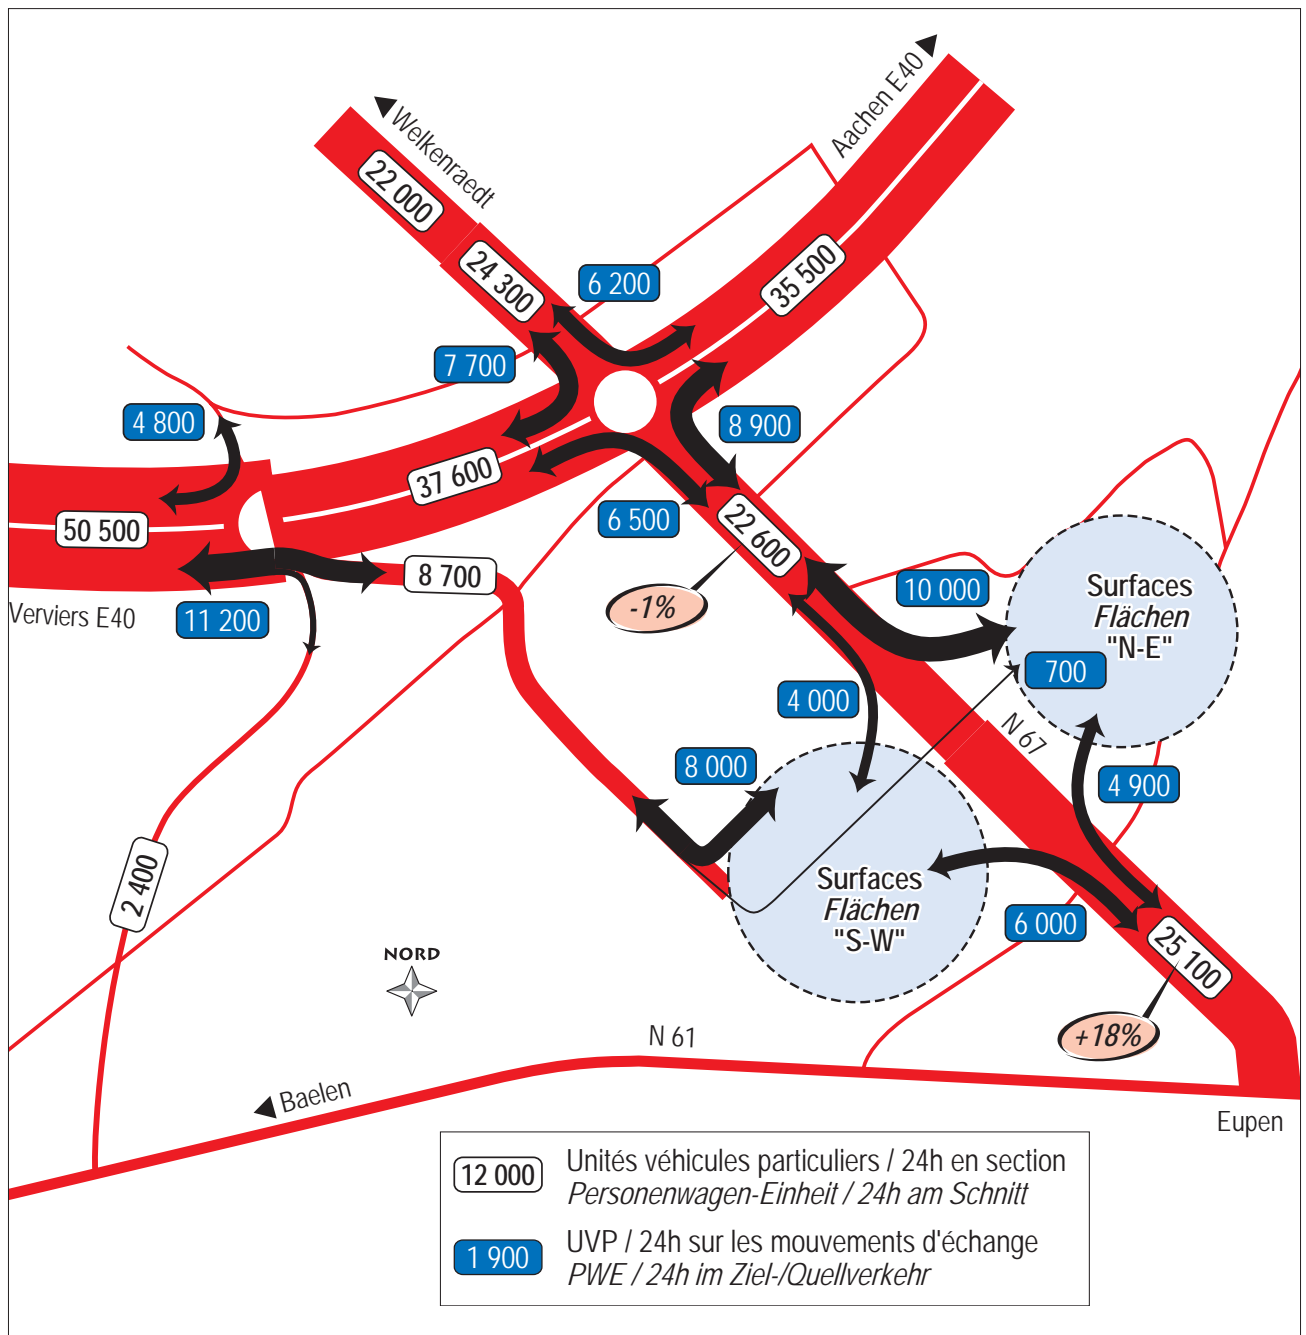 Aachen E40
Welkenraedt
22 000
24 300
6 200
35 500
7 700
4 800
8 900
37 600
50 500
6 500
22 600
8 700
-1%
10 000
Surfaces
Flächen
"N-E"
Verviers E40
11 200
700
4 000
N 67
8 000
4 900
2 400
Surfaces
Flächen
"S-W"
6 000
25 100
NORD
+18%
N 61
Baelen
Eupen
12 000
Unités véhicules particuliers / 24h en section
Personenwagen-Einheit / 24h am Schnitt
1 900
UVP / 24h sur les mouvements d'échange
PWE / 24h im Ziel-/Quellverkehr